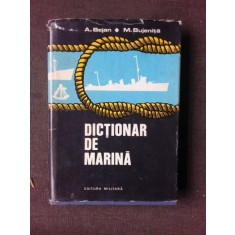 A. Bejan • M. Bujeniță
DICȚIONAR
DE
MARINĂ
EDITURA MILITARĂ